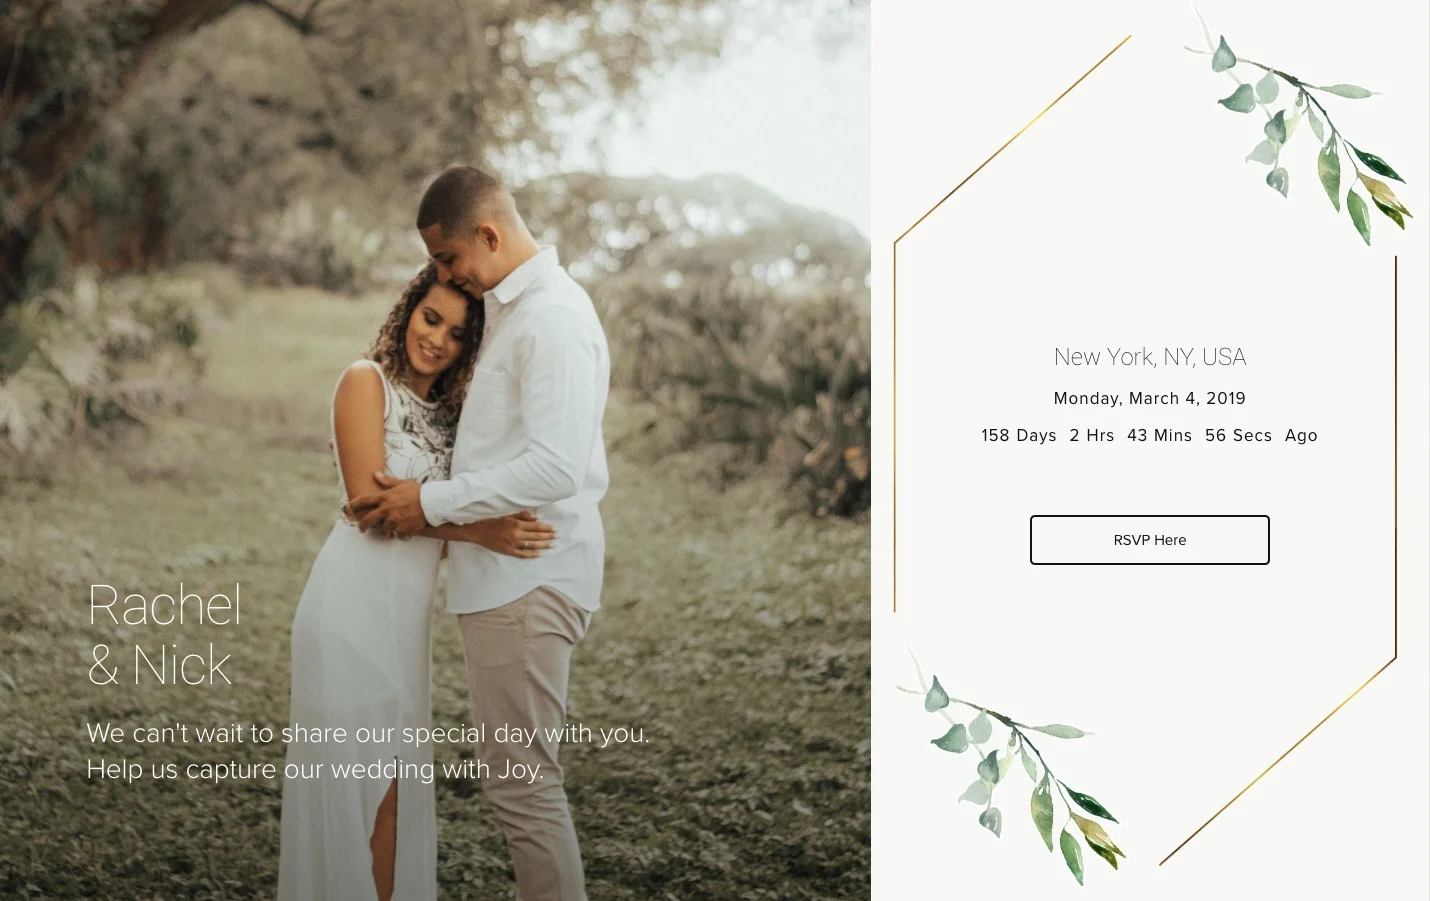 Rachel
& Nick
We can't wait to share our special day with you.
Help us capture our wedding with Joy.
New York, NY, USA
Monday, March 4, 2019
158 Days 2 Hrs 43 Mins 56 Secs Ago
RSVP Here